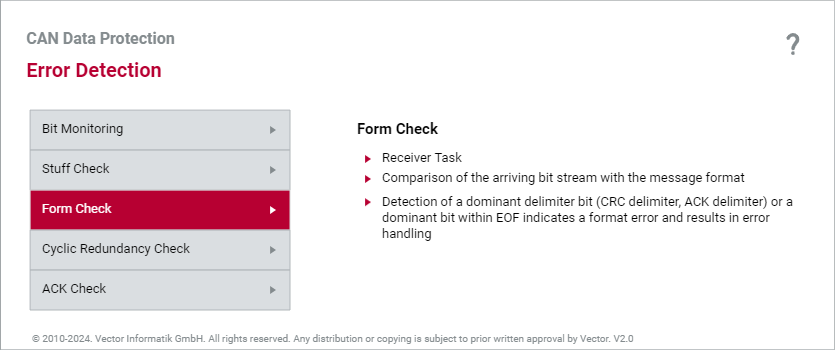 CAN Data Protection
?
Error Detection
Bit Monitoring
Stuff Check
Form Check
Cyclic Redundancy Check
ACK Check
Form Check
Receiver Task
Comparison of the arriving bit stream with the message format
Detection of a dominant delimiter bit (CRC delimiter, ACK delimiter) or a
dominant bit within EOF indicates a format error and results in error
handling
© 2010-2024. Vector Informatik GmbH. All rights reserved. Any distribution or copying is subject to prior written approval by Vector. V2.0